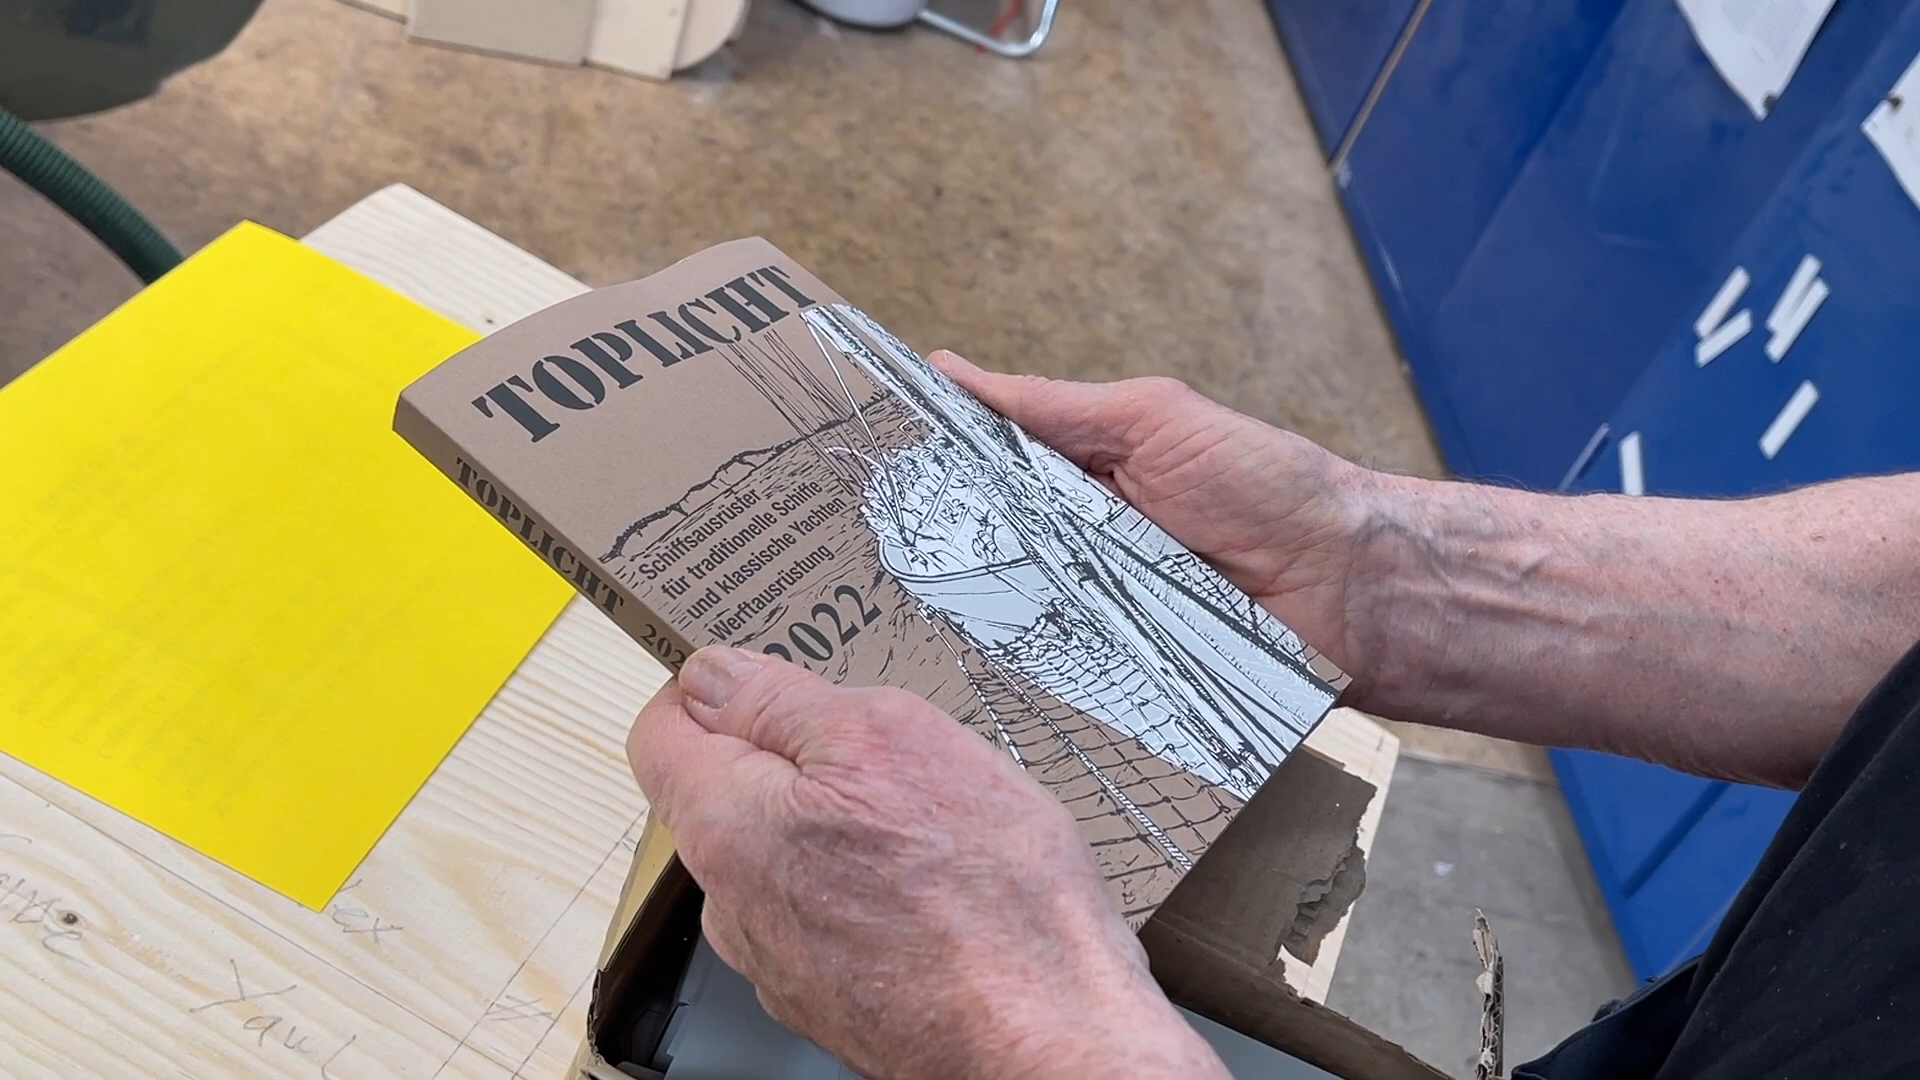 TOPLICHT
Schiffsausrüster
für traditionelle Schiffe
und klassische Yachten
Werftausrüstung
2022
TOPLICHT
202
Yawl